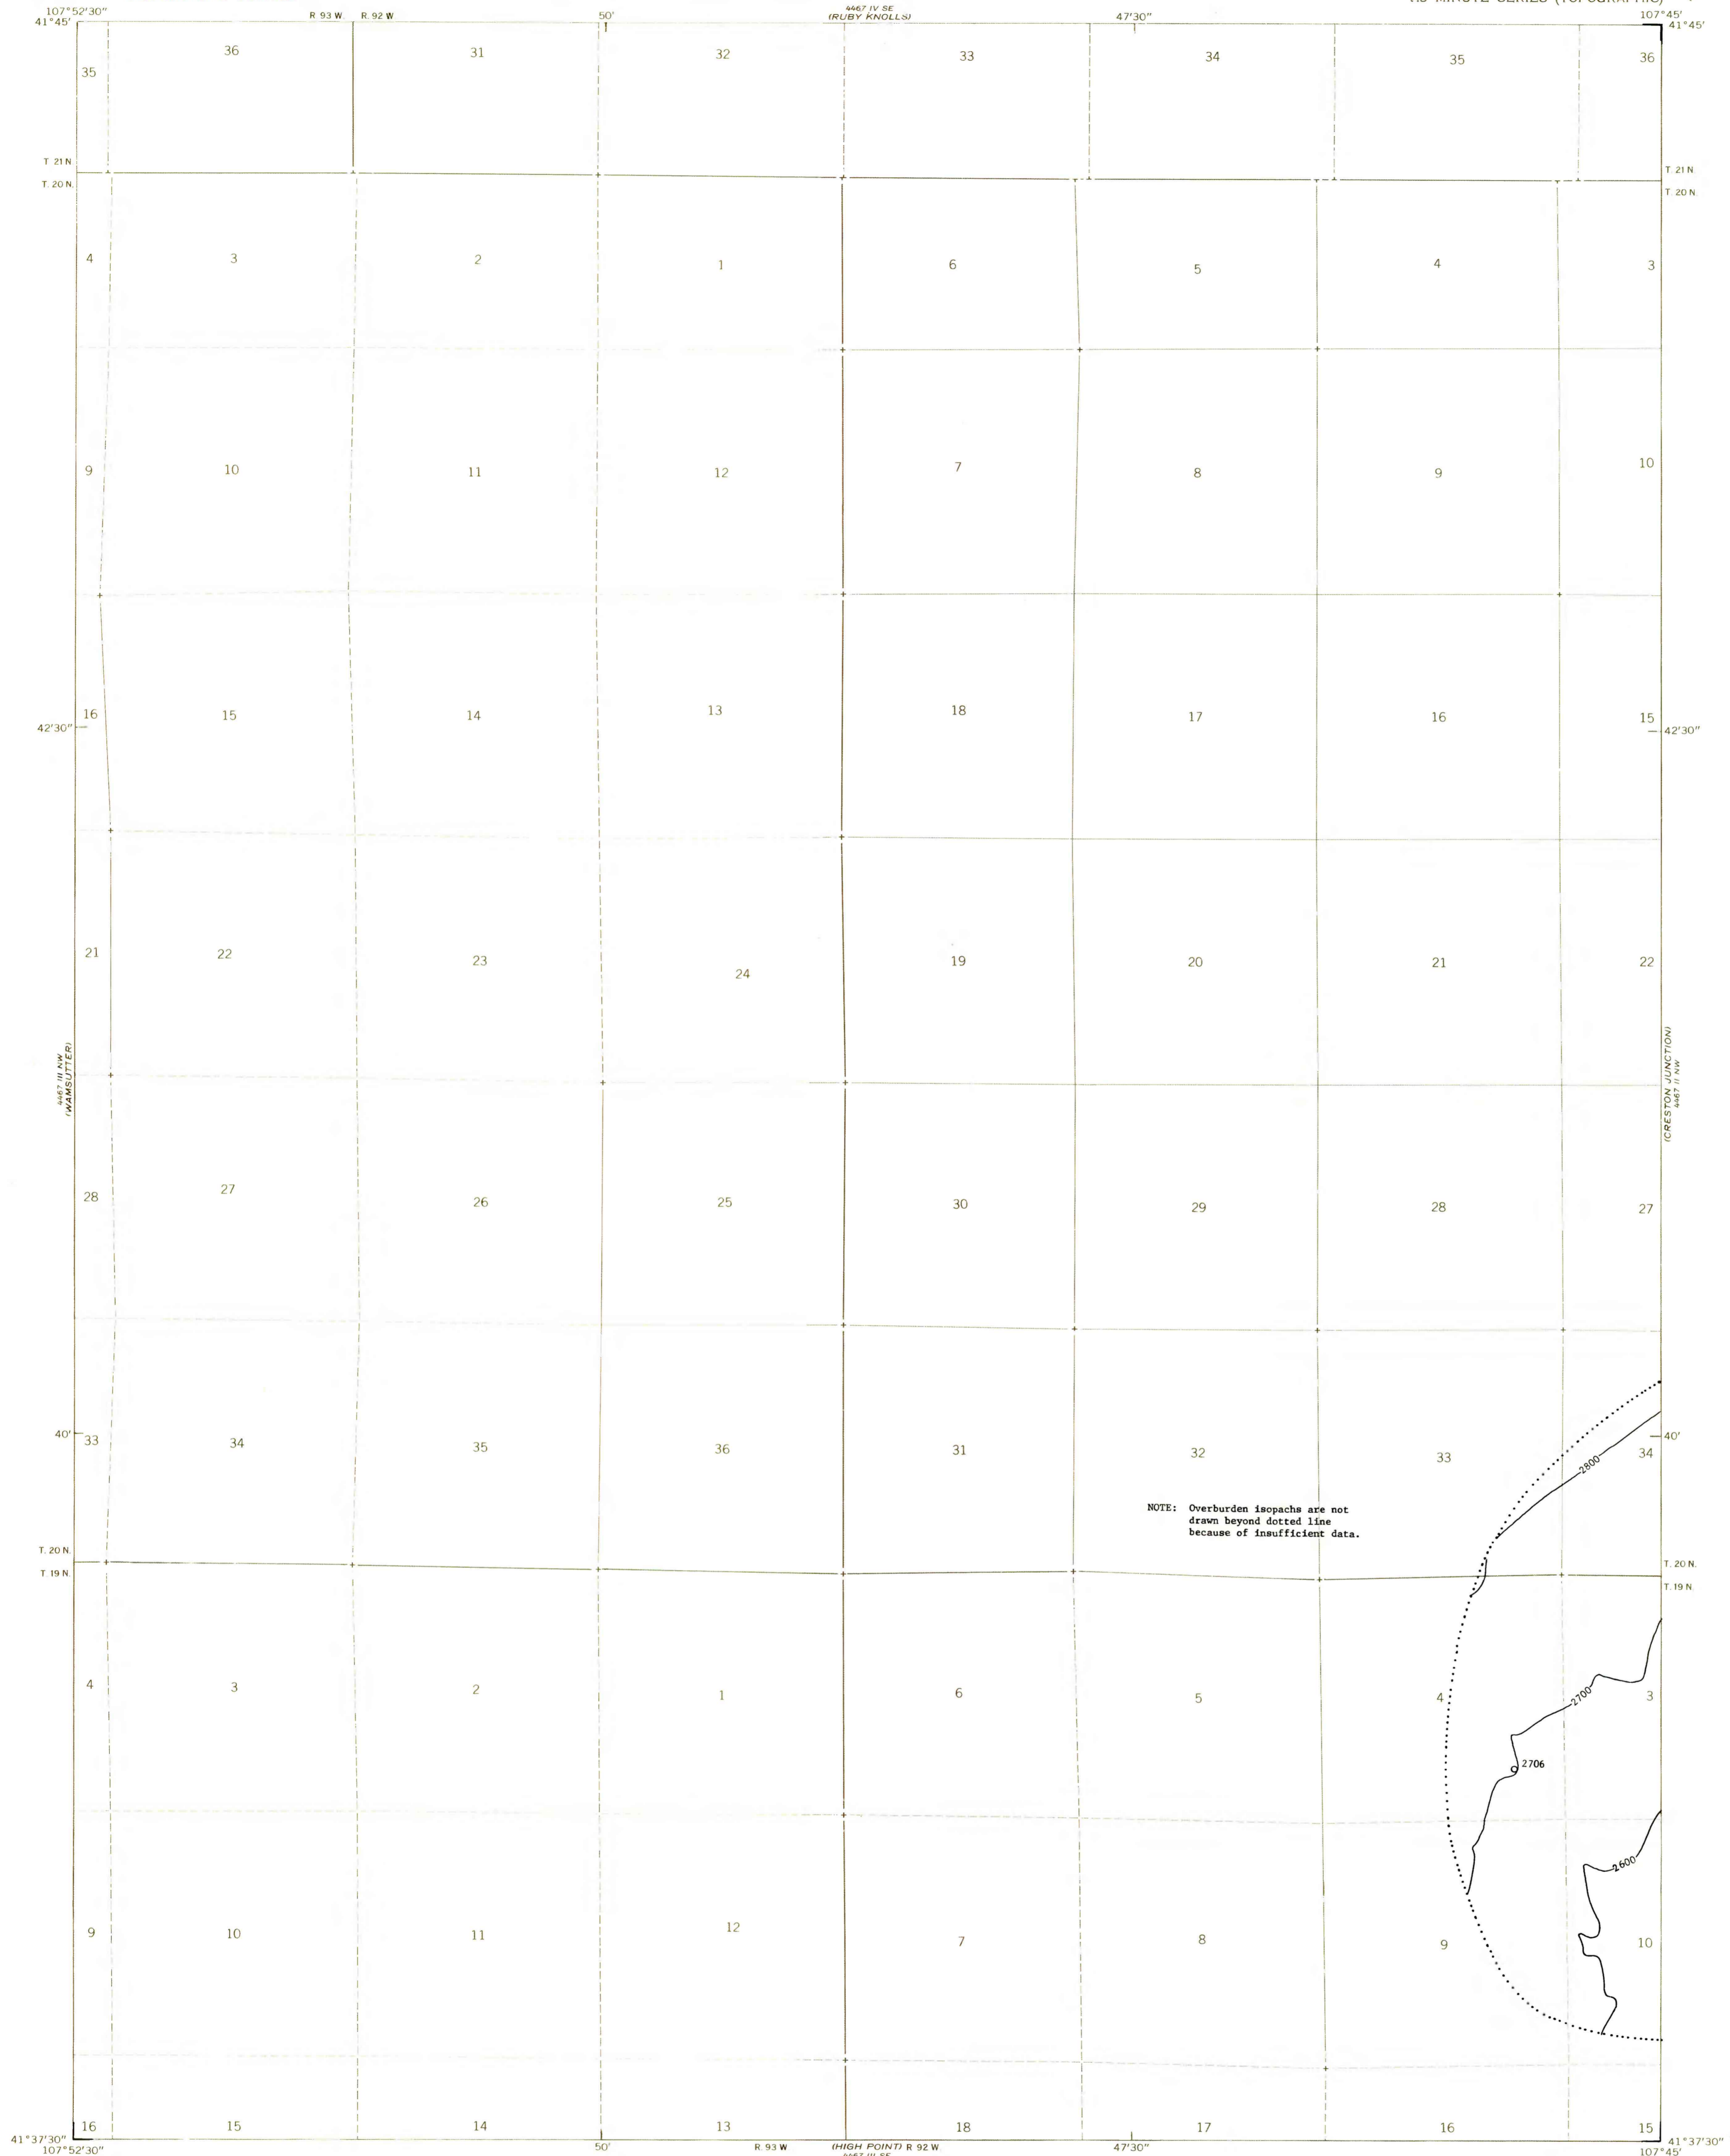 107°52'30" R 93 W. R. 92 W. 50' 4467 IV SE 47'30" 107°45'
(RUBY KNOLLS)
41°45' 41°45'
35 36 31 32 33 34 35 36
T 21 N. T. 21 N.
T. 20 N. T 20 N.
4 3 2 1 6 5 4 3
9 10 11 12 7 8 9 10
16 15 14 13 18 17 16 15
42'30" 42'30"
21 22 23 24 19 20 21 22
4467 III NW
(WAMSUTTER)
(CRESTON JUNCTION)
4467 II NW
28 27 26 25 30 29 28 27
40' 40'
33 34 35 36 31 32 33 34
2800
NOTE: Overburden isopachs are not
drawn beyond dotted line
because of insufficient data.
T. 20 N. T. 20 N.
T 19 N. T. 19 N.
4 3 2 1 6 5 4 3
2700
2706
2600
9 10 11 12 7 8 9 10
16 15 14 13 18 17 16 15
41°37'30" 41°37'30"
107°52'30" 50' R. 93 W (HIGH POINT) R 92 W. 47'30" 107°45'